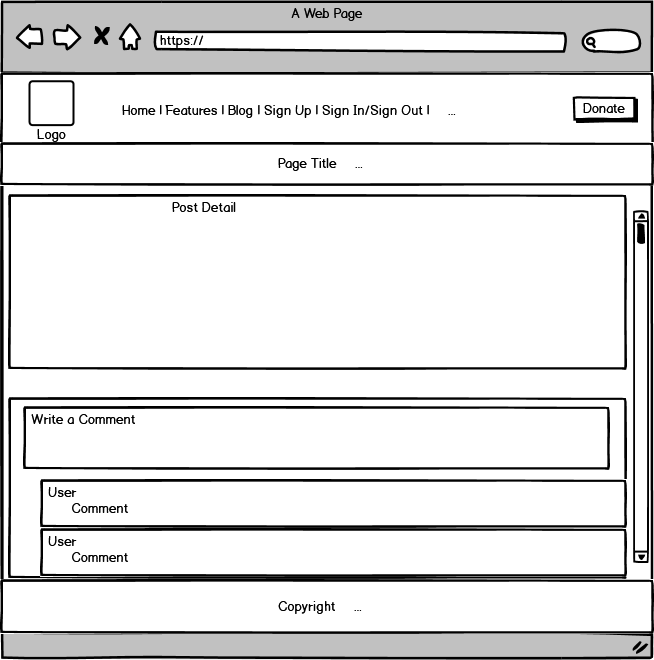 A Web Page
https://
Home | Features | Blog | Sign Up | Sign In/Sign Out | ...
Donate
Logo
Page Title ...
Post Detail
Write a Comment
User
Comment
User
Comment
Copyright ...